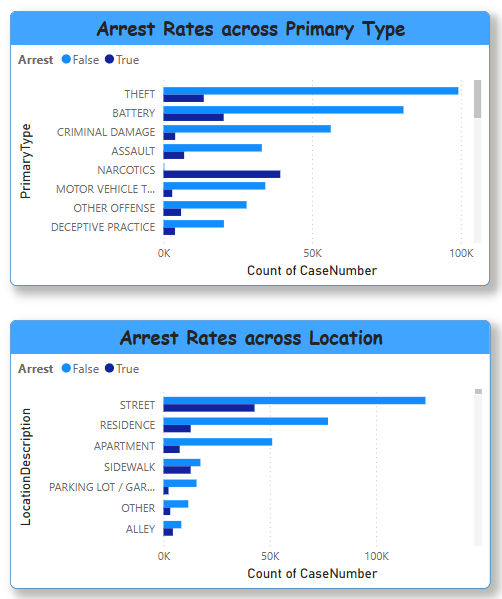 Arrest Rates across Primary Type
Arrest False True
PrimaryType
THEFT
BATTERY
CRIMINAL DAMAGE
ASSAULT
NARCOTICS
MOTOR VEHICLE T...
OTHER OFFENSE
DECEPTIVE PRACTICE
0K 50K 100K
Count of CaseNumber
Arrest Rates across Location
Arrest False True
LocationDescription
STREET
RESIDENCE
APARTMENT
SIDEWALK
PARKING LOT / GAR...
OTHER
ALLEY
0K 50K 100K
Count of CaseNumber